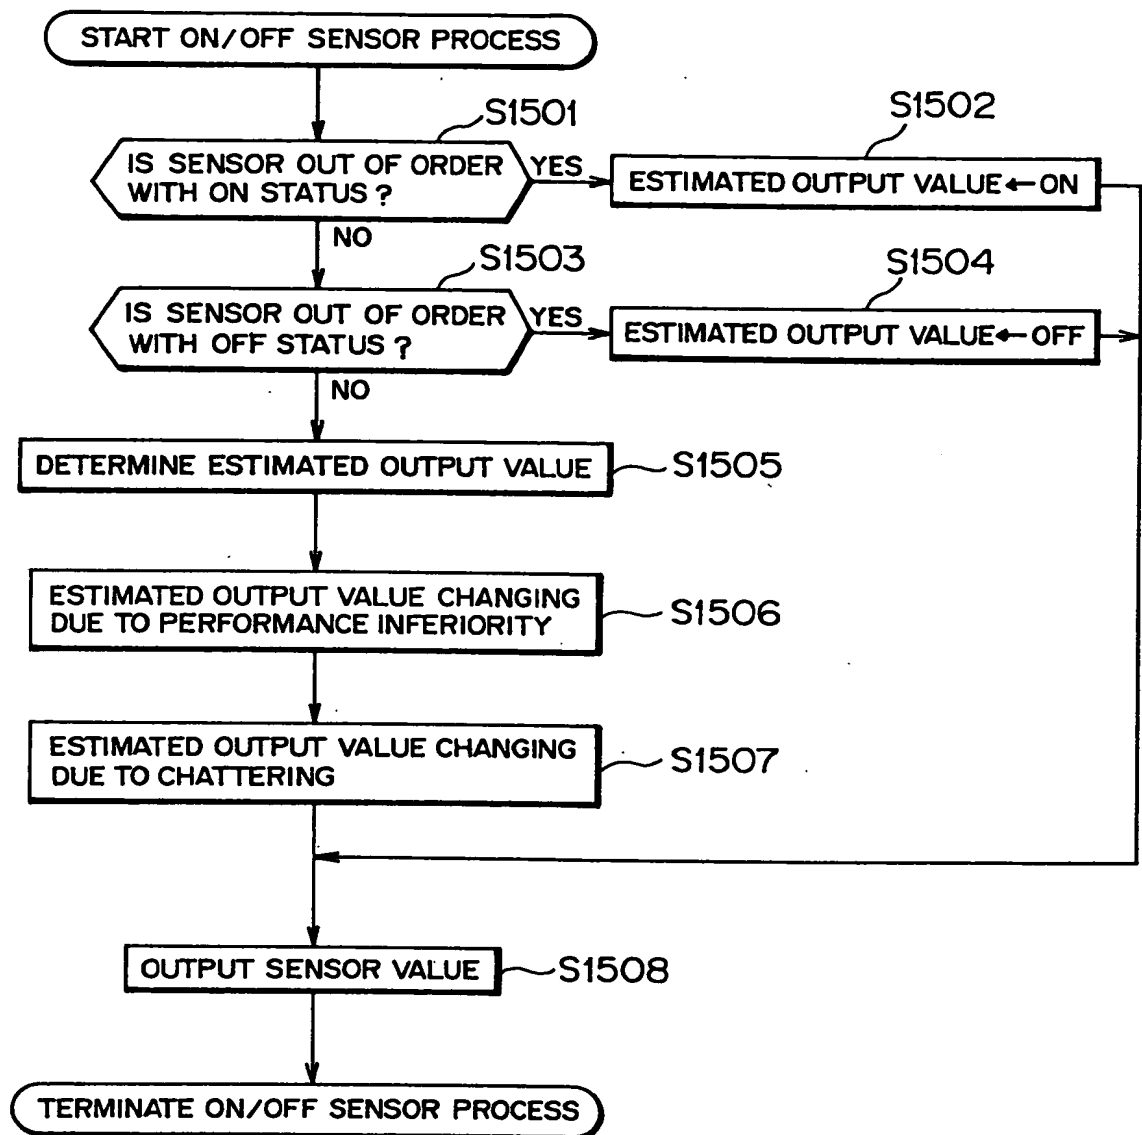 START ON/OFF SENSOR PROCESS
S1501
IS SENSOR OUT OF ORDER
WITH ON STATUS ?
YES
S1502
ESTIMATED OUTPUT VALUE←ON
NO
S1503
IS SENSOR OUT OF ORDER
WITH OFF STATUS ?
YES
S1504
ESTIMATED OUTPUT VALUE←OFF
NO
DETERMINE ESTIMATED OUTPUT VALUE
S1505
ESTIMATED OUTPUT VALUE CHANGING
DUE TO PERFORMANCE INFERIORITY
S1506
ESTIMATED OUTPUT VALUE CHANGING
DUE TO CHATTERING
S1507
OUTPUT SENSOR VALUE
S1508
TERMINATE ON/OFF SENSOR PROCESS